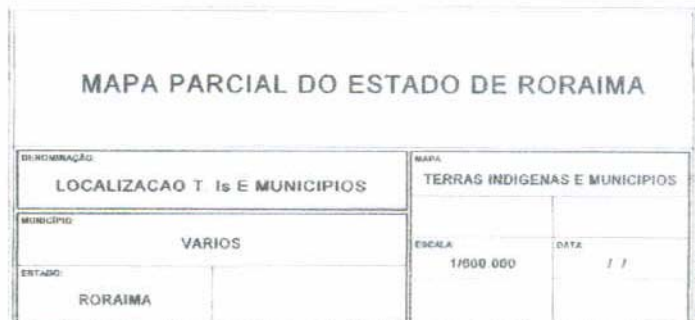 MAPA PARCIAL DO ESTADO DE RORAIMA
DENOMINAÇÃO:
LOCALIZACAO T Is E MUNICIPIOS
MAPA
TERRAS INDIGENAS E MUNICIPIOS
MUNICÍPIO:
VARIOS
ESCALA
1/600.000
DATA
/ /
ESTADO:
RORAIMA